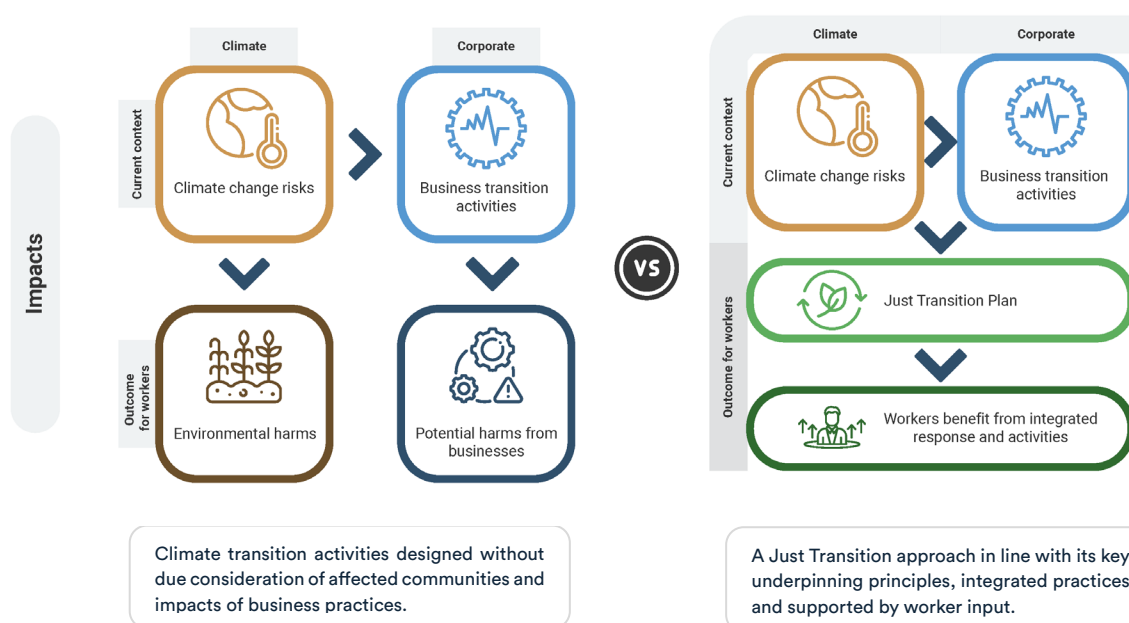 Impacts
Climate
Corporate
Current context
Climate change risks
Business transition
activities
Outcome
for workers
Environmental harms
Potential harms from
businesses
Climate transition activities designed without
due consideration of affected communities and
impacts of business practices.
VS
Climate
Corporate
Current context
Climate change risks
Business transition
activities
Outcome for workers
Just Transition Plan
Workers benefit from integrated
response and activities
A Just Transition approach in line with its key
underpinning principles, integrated practices
and supported by worker input.